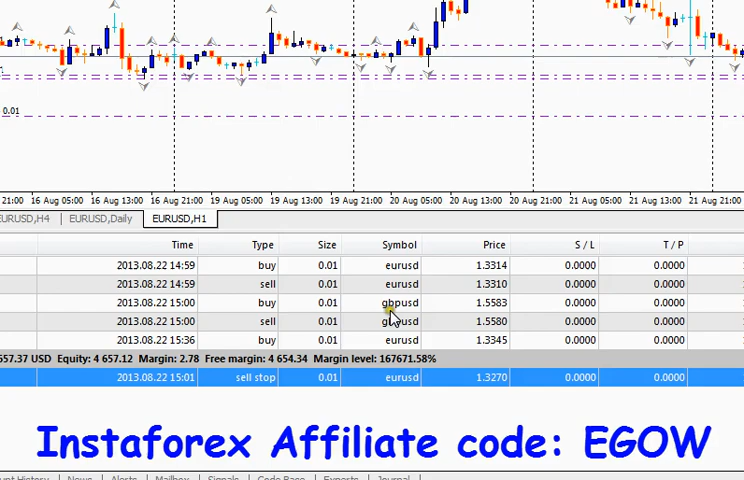 0.01
21:00 16 Aug 05:00 16 Aug 13:00 16 Aug 21:00 19 Aug 05:00 19 Aug 13:00 19 Aug 21:00 20 Aug 05:00 20 Aug 13:00 20 Aug 21:00 21 Aug 05:00 21 Aug 13:00 21 Aug 21:00
EURUSD,H4 EURUSD,Daily EURUSD,H1
Time Type Size Symbol Price S / L T / P
2013.08.22 14:59 buy 0.01 eurusd 1.3314 0.0000 0.0000
2013.08.22 14:59 sell 0.01 eurusd 1.3310 0.0000 0.0000
2013.08.22 15:00 buy 0.01 gbpusd 1.5583 0.0000 0.0000
2013.08.22 15:00 sell 0.01 gbpusd 1.5580 0.0000 0.0000
2013.08.22 15:36 buy 0.01 eurusd 1.3345 0.0000 0.0000
657.37 USD Equity: 4 657.12 Margin: 2.78 Free margin: 4 654.34 Margin level: 167671.58%
2013.08.22 15:01 sell stop 0.01 eurusd 1.3270 0.0000 0.0000
Instaforex Affiliate code: EGOW
unt History News Alerts Mailbox Signals Code Base Experts Journal